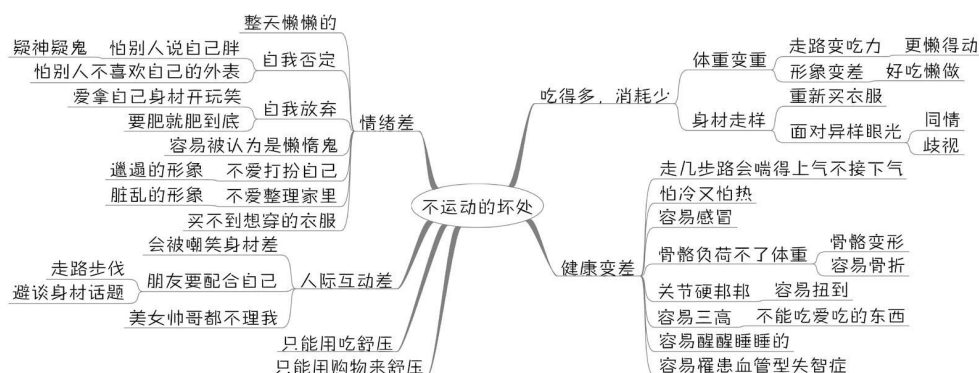 不运动的坏处
吃得多，消耗少
体重变重
走路变吃力
更懒得动
形象变差
好吃懒做
身材走样
重新买衣服
面对异样眼光
同情
歧视
健康变差
走几步路会喘得上气不接下气
怕冷又怕热
容易感冒
骨骼负荷不了体重
骨骼变形
容易骨折
关节硬邦邦
容易扭到
容易三高
不能吃爱吃的东西
容易醒醒睡睡的
容易罹患血管型失智症
情绪差
整天懒懒的
自我否定
怕别人说自己胖
疑神疑鬼
怕别人不喜欢自己的外表
自我放弃
爱拿自己身材开玩笑
要肥就肥到底
容易被认为是懒惰鬼
不爱打扮自己
邋遢的形象
不爱整理家里
脏乱的形象
买不到想穿的衣服
人际互动差
会被嘲笑身材差
朋友要配合自己
走路步伐
避谈身材话题
美女帅哥都不理我
只能用吃舒压
只能用购物来舒压